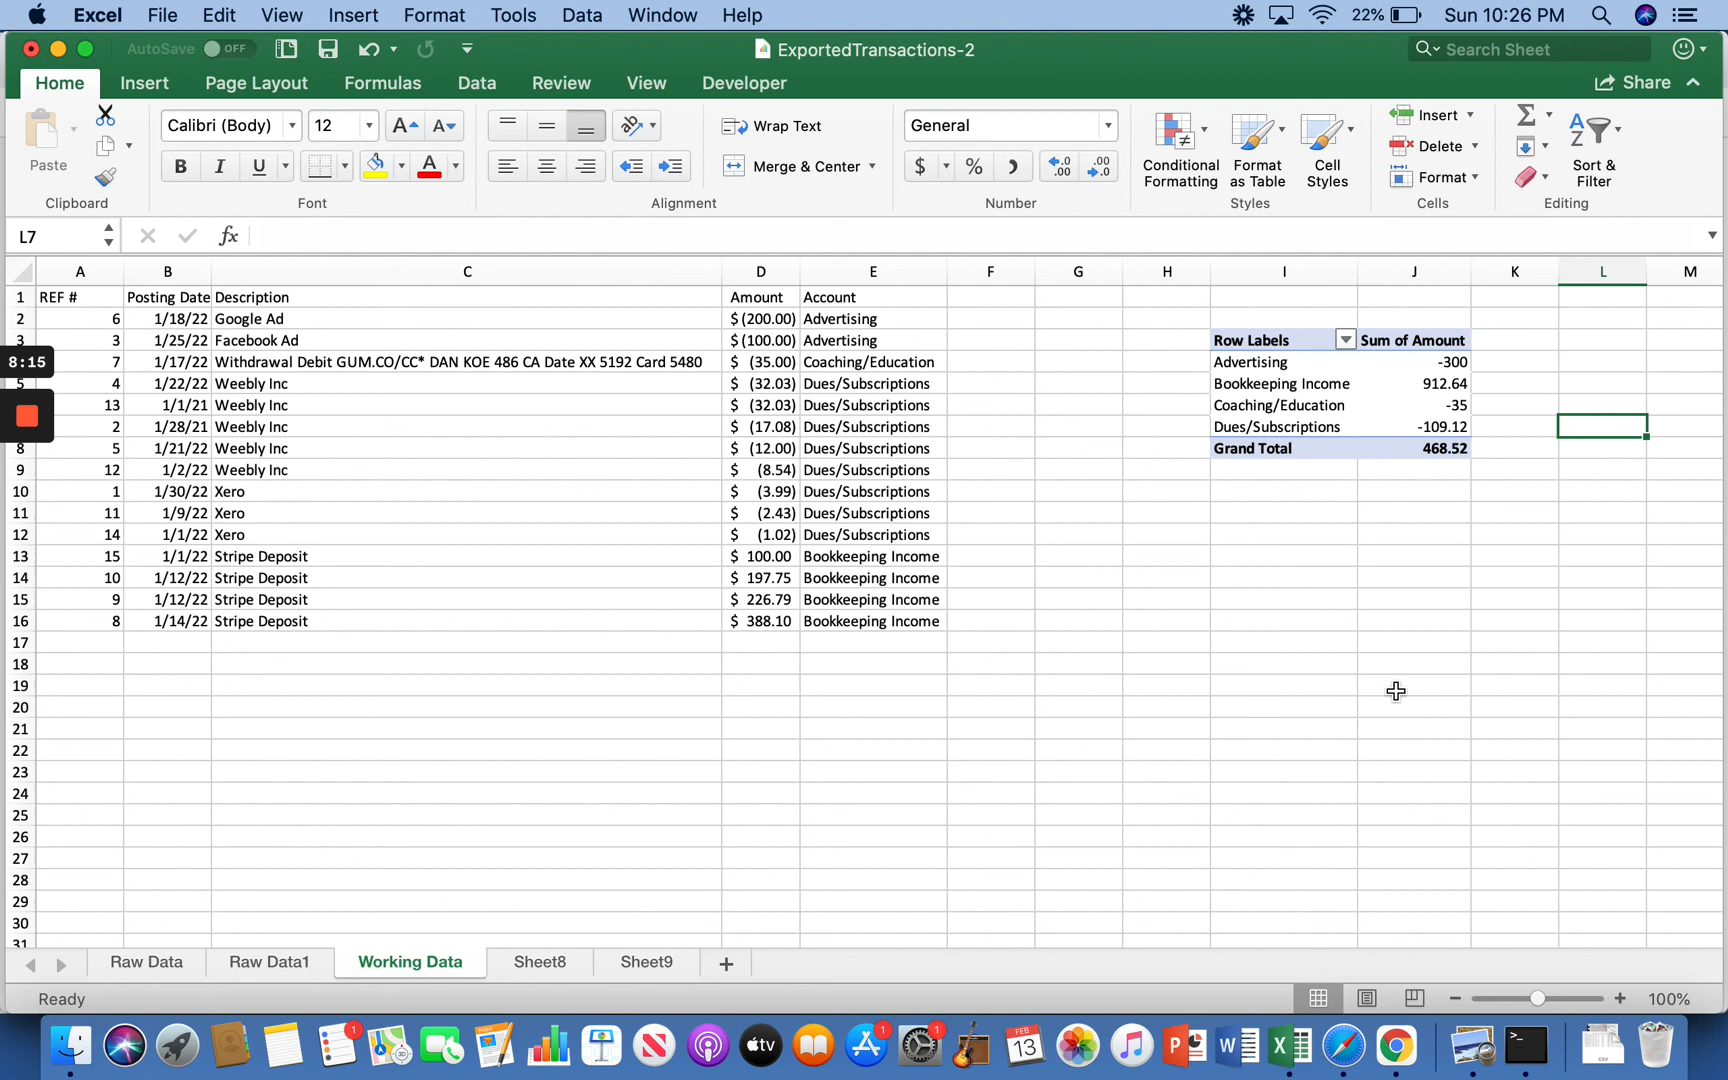 Excel File Edit View Insert Format Tools Data Window Help 22% Sun 10:26 PM
AutoSave OFF ExportedTransactions-2 Search Sheet
Home Insert Page Layout Formulas Data Review View Developer Share
Paste Calibri (Body) 12 A A Wrap Text General Conditional Formatting Format as Table Cell Styles Insert Delete Format Sort & Filter
B I U A Merge & Center $ % .0 .00 .00 .0
Clipboard Font Alignment Number Styles Cells Editing
L7 fx
A B C D E F G H I J K L M
1 REF # Posting Date Description Amount Account
2 6 1/18/22 Google Ad $ (200.00) Advertising
3 3 1/25/22 Facebook Ad $ (100.00) Advertising Row Labels Sum of Amount
8:15 7 1/17/22 Withdrawal Debit GUM.CO/CC* DAN KOE 486 CA Date XX 5192 Card 5480 $ (35.00) Coaching/Education Advertising -300
5 4 1/22/22 Weebly Inc $ (32.03) Dues/Subscriptions Bookkeeping Income 912.64
13 1/1/21 Weebly Inc $ (32.03) Dues/Subscriptions Coaching/Education -35
2 1/28/21 Weebly Inc $ (17.08) Dues/Subscriptions Dues/Subscriptions -109.12
8 5 1/21/22 Weebly Inc $ (12.00) Dues/Subscriptions Grand Total 468.52
9 12 1/2/22 Weebly Inc $ (8.54) Dues/Subscriptions
10 1 1/30/22 Xero $ (3.99) Dues/Subscriptions
11 11 1/9/22 Xero $ (2.43) Dues/Subscriptions
12 14 1/1/22 Xero $ (1.02) Dues/Subscriptions
13 15 1/1/22 Stripe Deposit $ 100.00 Bookkeeping Income
14 10 1/12/22 Stripe Deposit $ 197.75 Bookkeeping Income
15 9 1/12/22 Stripe Deposit $ 226.79 Bookkeeping Income
16 8 1/14/22 Stripe Deposit $ 388.10 Bookkeeping Income
17
18
19
20
21
22
23
24
25
26
27
28
29
30
31
Raw Data Raw Data1 Working Data Sheet8 Sheet9 +
Ready 100%
1 tv 1 1 FEB 13 P W X CSV